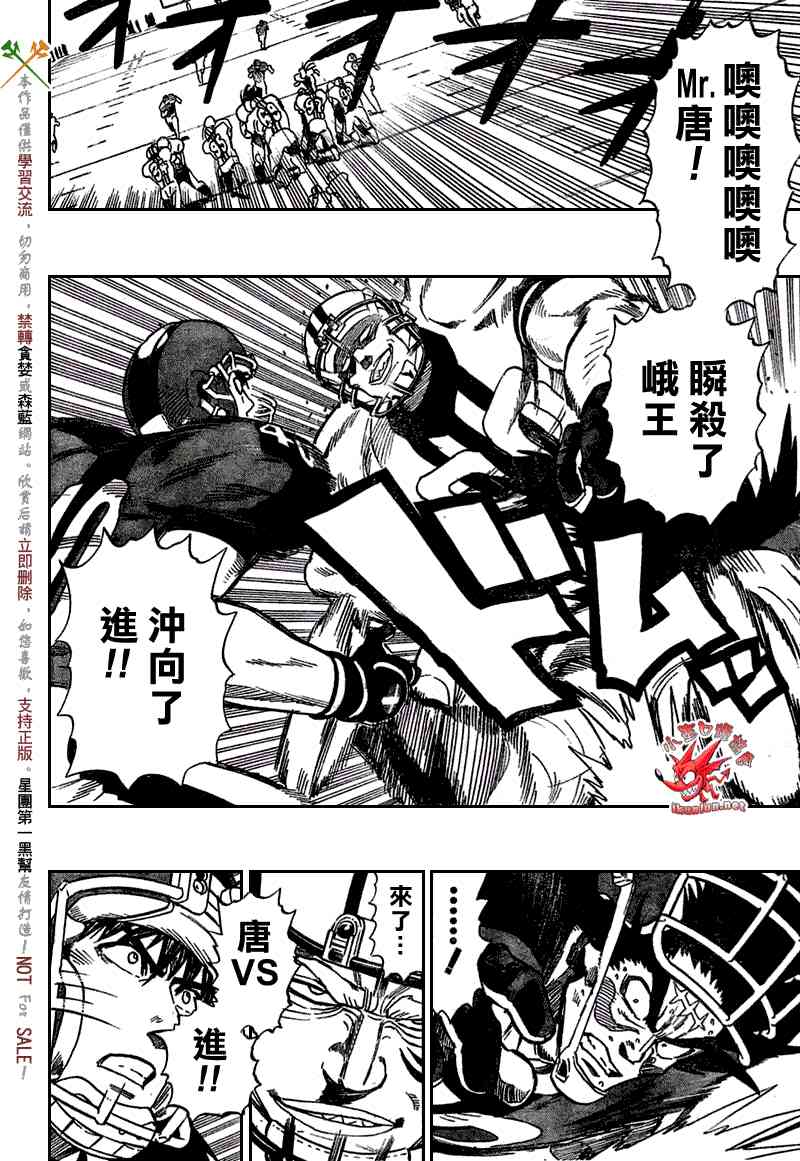 噢噢噢噢噢
Mr.唐!
瞬殺了
峨王
沖向了
進!!
……!
來了…
唐
VS
進!!
オオオオ
ドドム
本作品僅供學習交流，切勿商用，禁轉貪婪或森藍網站。欣賞后請立即刪除，如您喜歡，支持正版。星團第一黑幫友情打造！NOT For SALE！